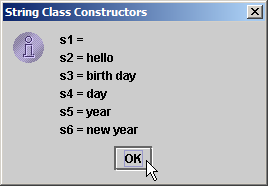 String Class Constructors
s1 =
s2 = hello
s3 = birth day
s4 = day
s5 = year
s6 = new year
OK